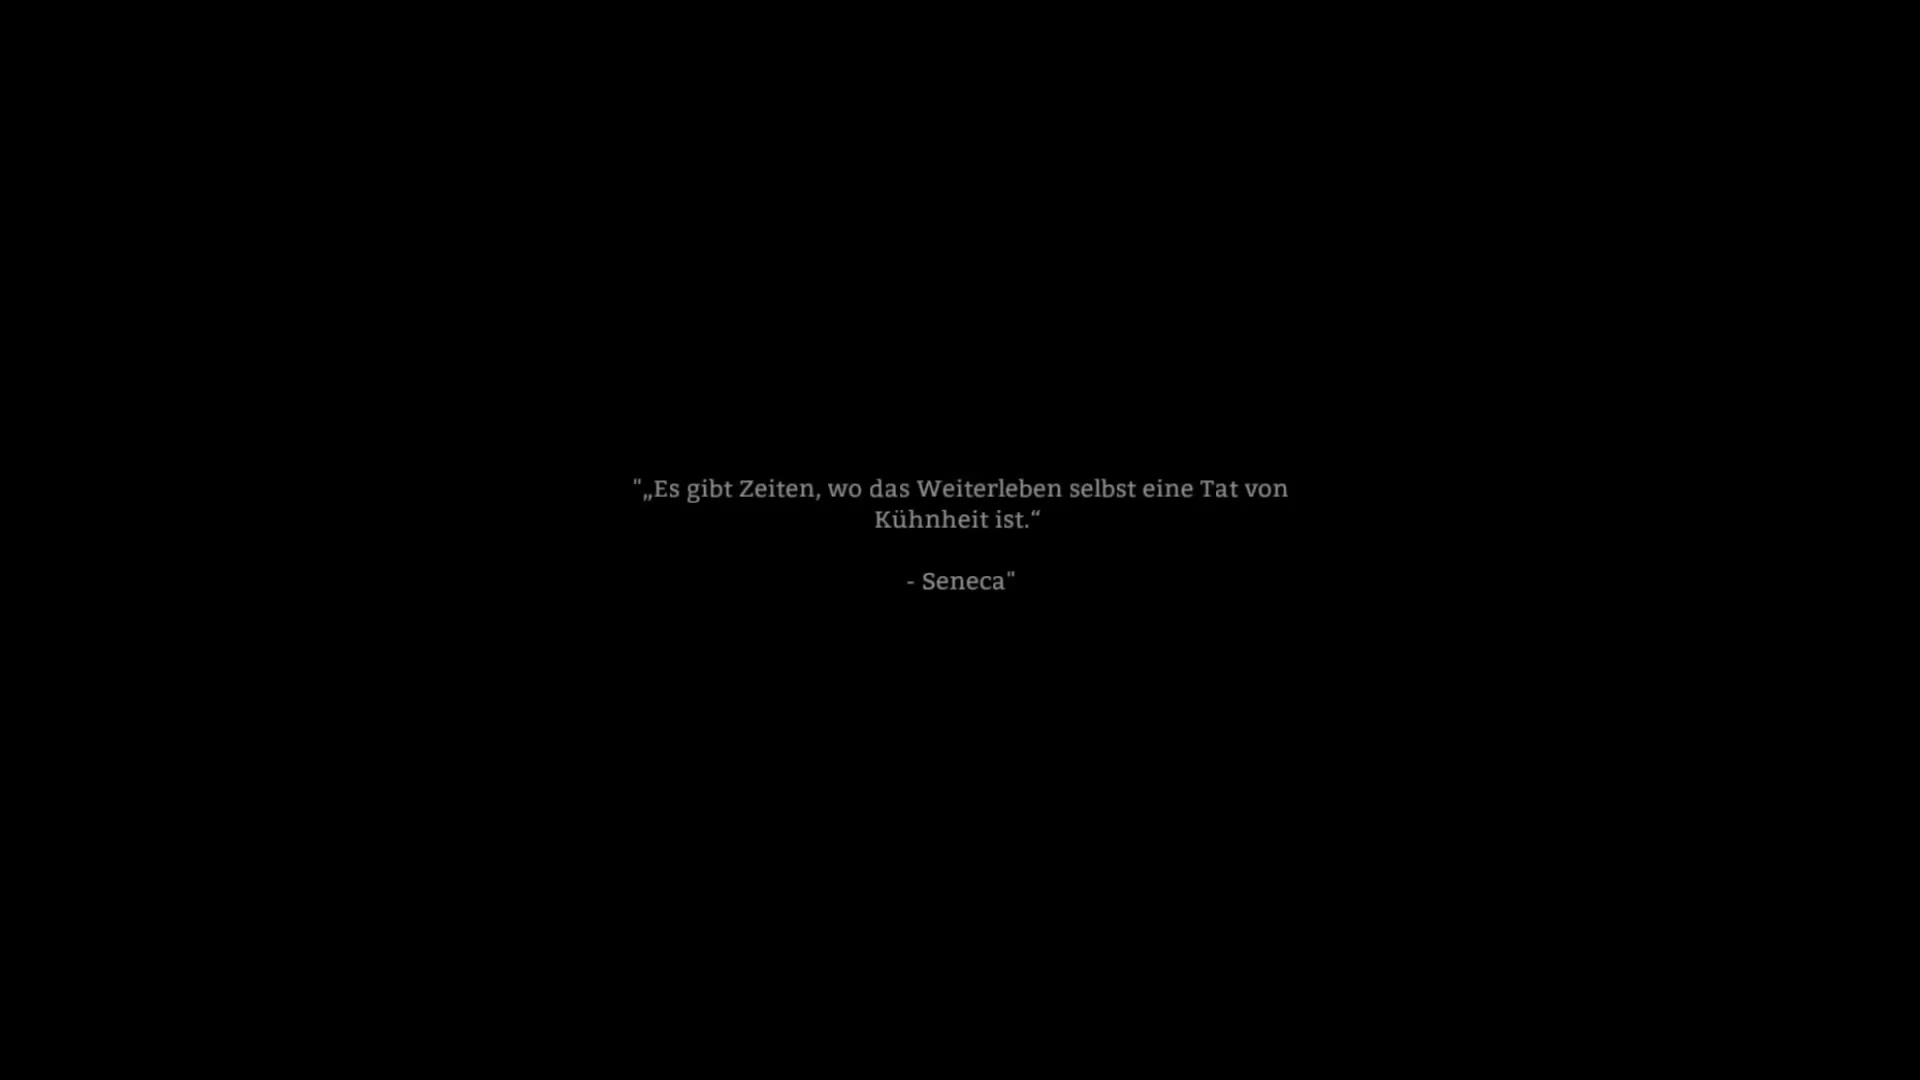 "„Es gibt Zeiten, wo das Weiterleben selbst eine Tat von
Kühnheit ist.“
- Seneca"